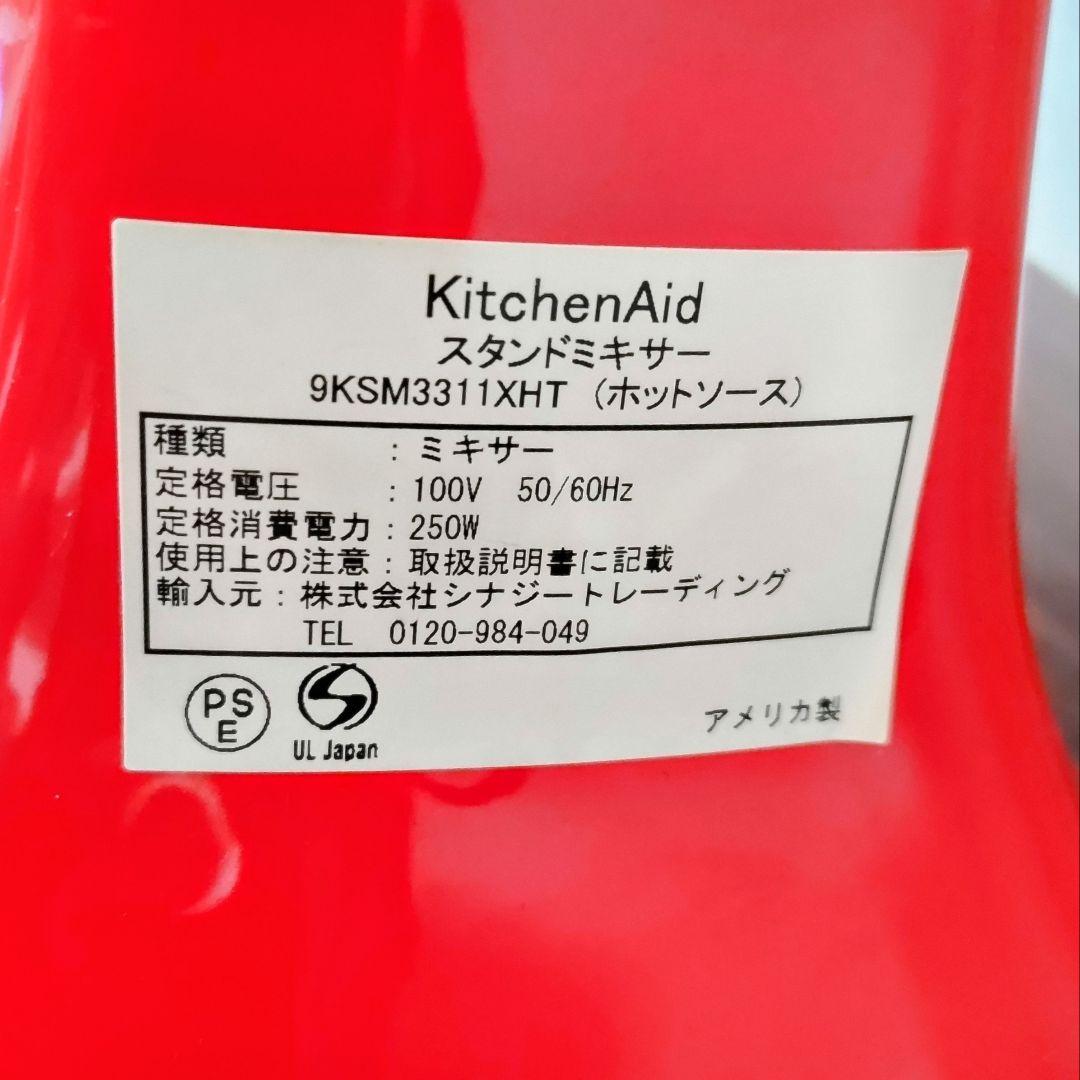 KitchenAid
スタンドミキサー
9KSM3311XHT（ホットソース）
種類 : ミキサー
定格電圧 : 100V 50/60Hz
定格消費電力 : 250W
使用上の注意 : 取扱説明書に記載
輸入元 : 株式会社シナジートレーディング
TEL 0120-984-049
PSE
UL Japan
アメリカ製